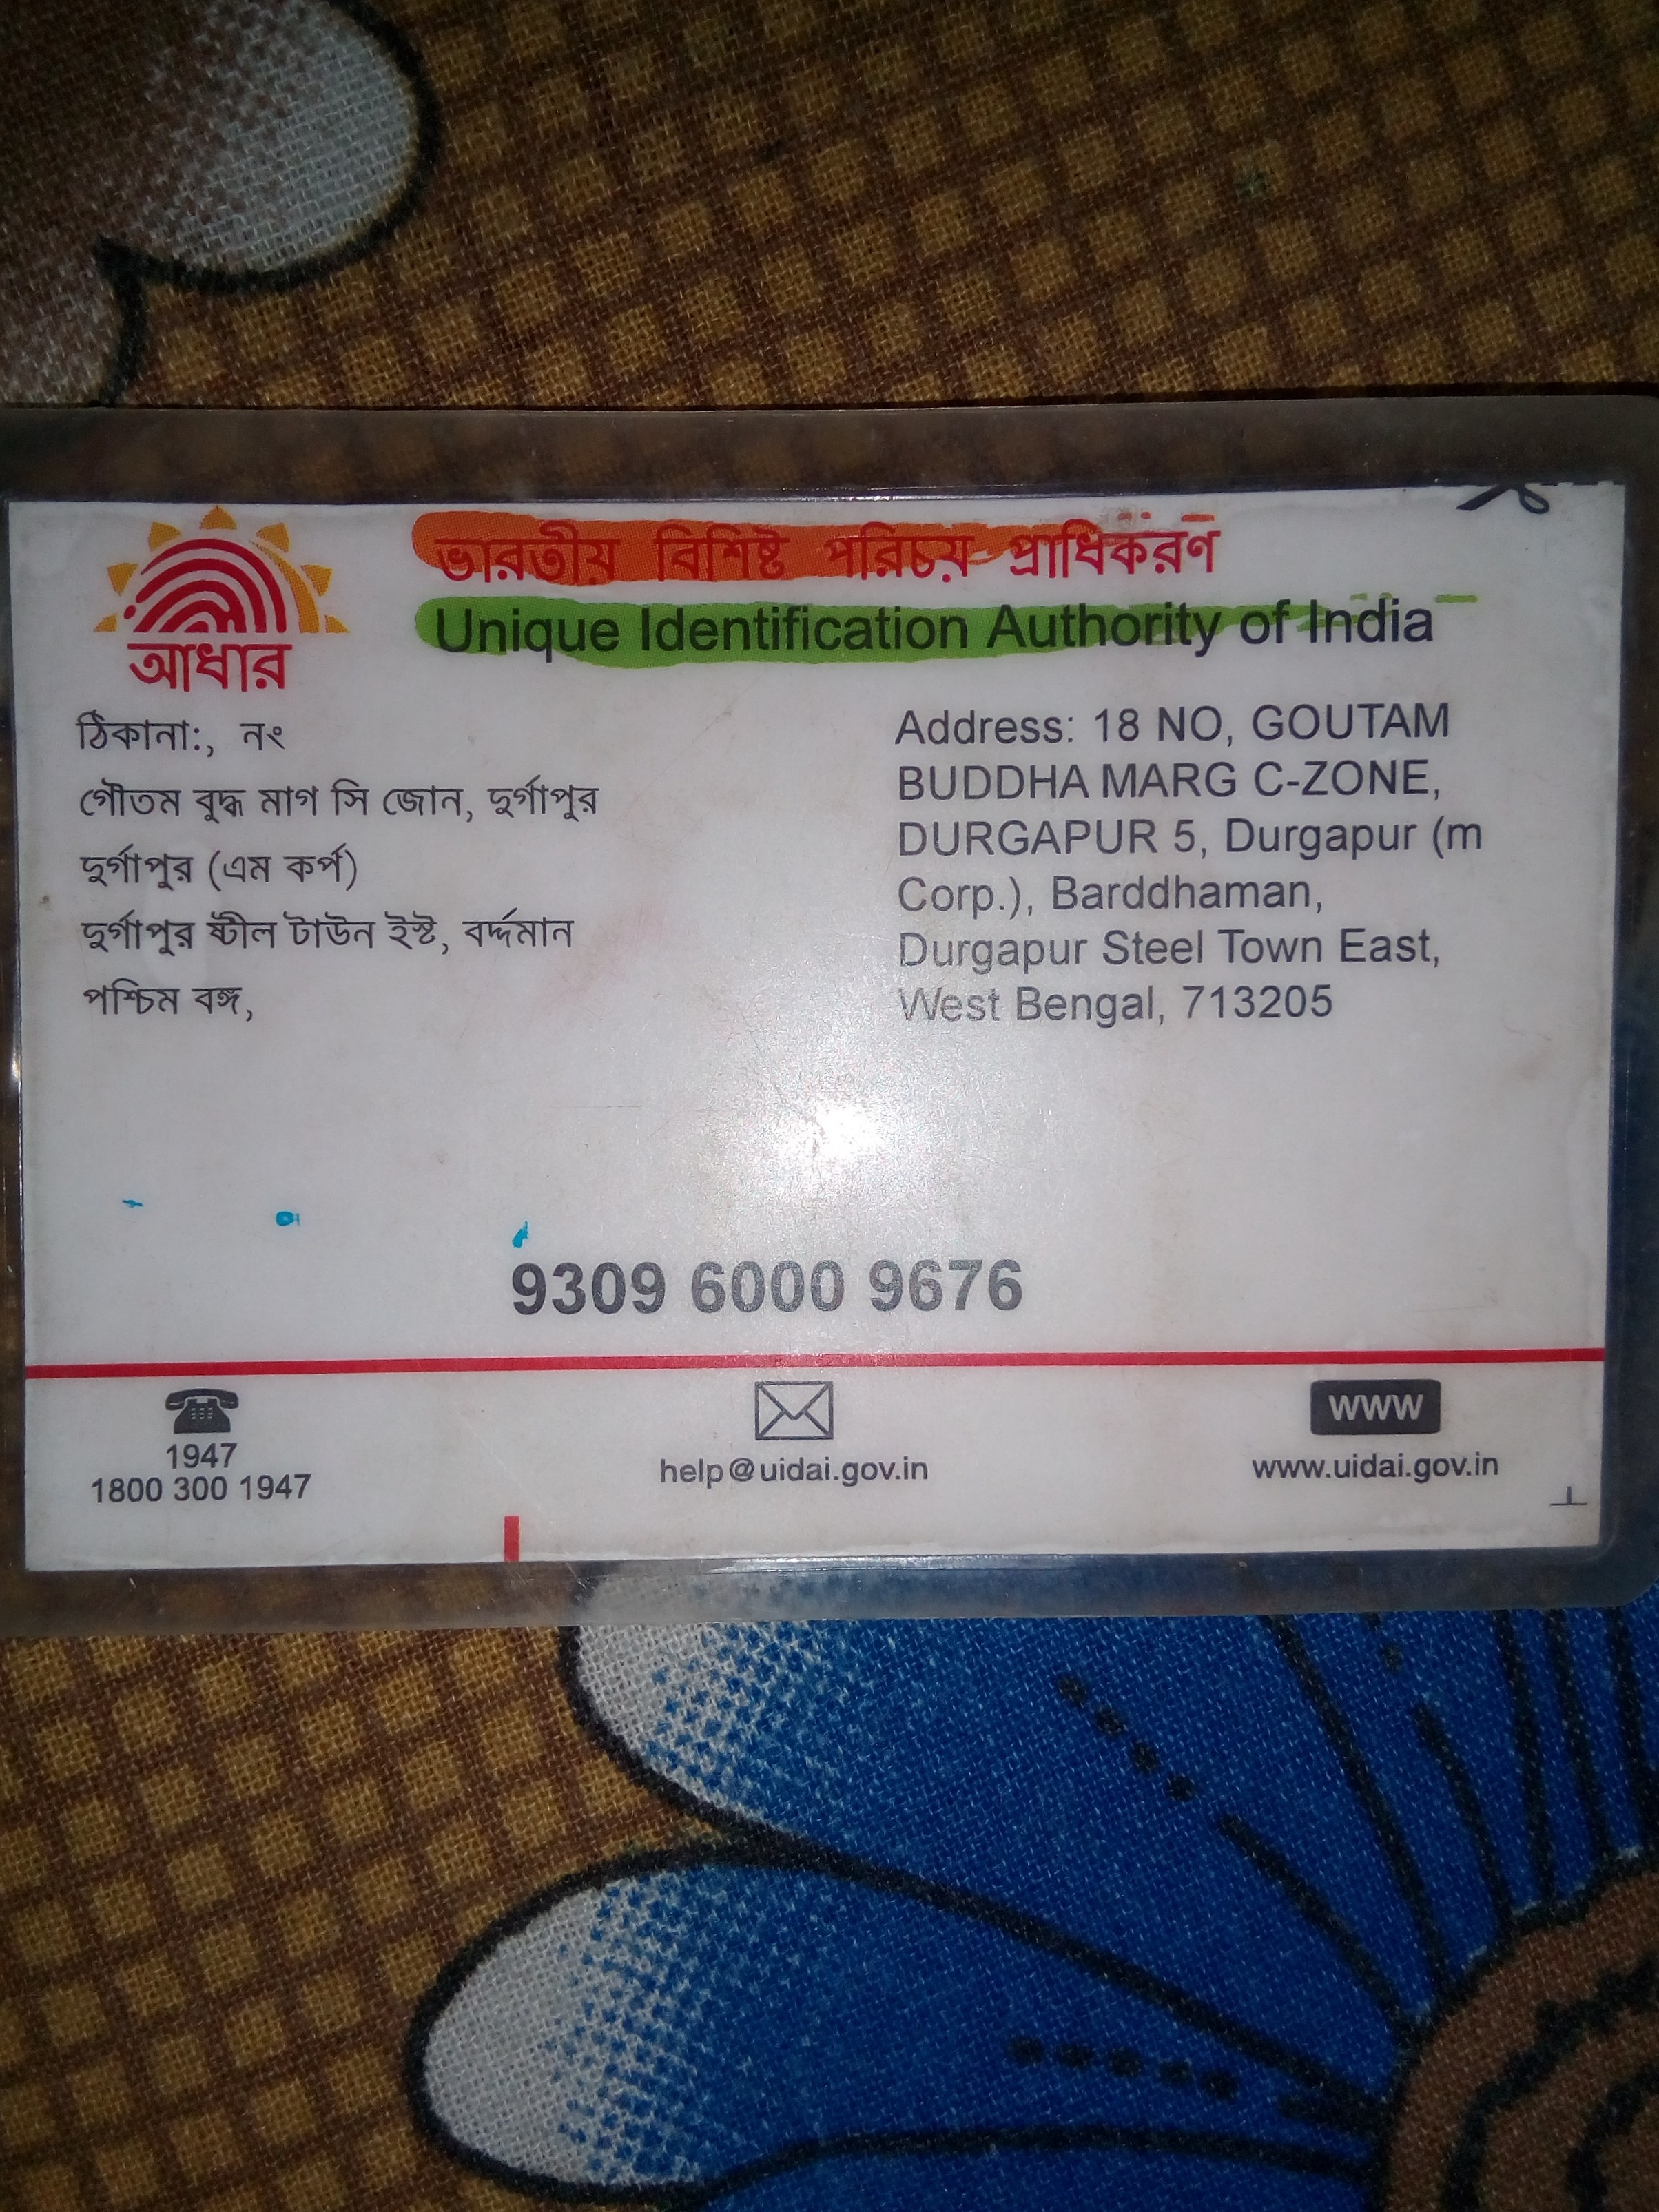 ভারতীয় বিশিষ্ট পরিচয় প্রাধিকরণ
Unique Identification Authority of India
আধার
ঠিকানা:, নং
গৌতম বুদ্ধ মাগ সি জোন, দুর্গাপুর
দুর্গাপুর (এম কর্প)
দুর্গাপুর ষ্টীল টাউন ইস্ট, বর্দ্দমান
পশ্চিম বঙ্গ,
Address: 18 NO, GOUTAM
BUDDHA MARG C-ZONE,
DURGAPUR 5, Durgapur (m
Corp.), Barddhaman,
Durgapur Steel Town East,
West Bengal, 713205
9309 6000 9676
1947
1800 300 1947
help@uidai.gov.in
WWW
www.uidai.gov.in